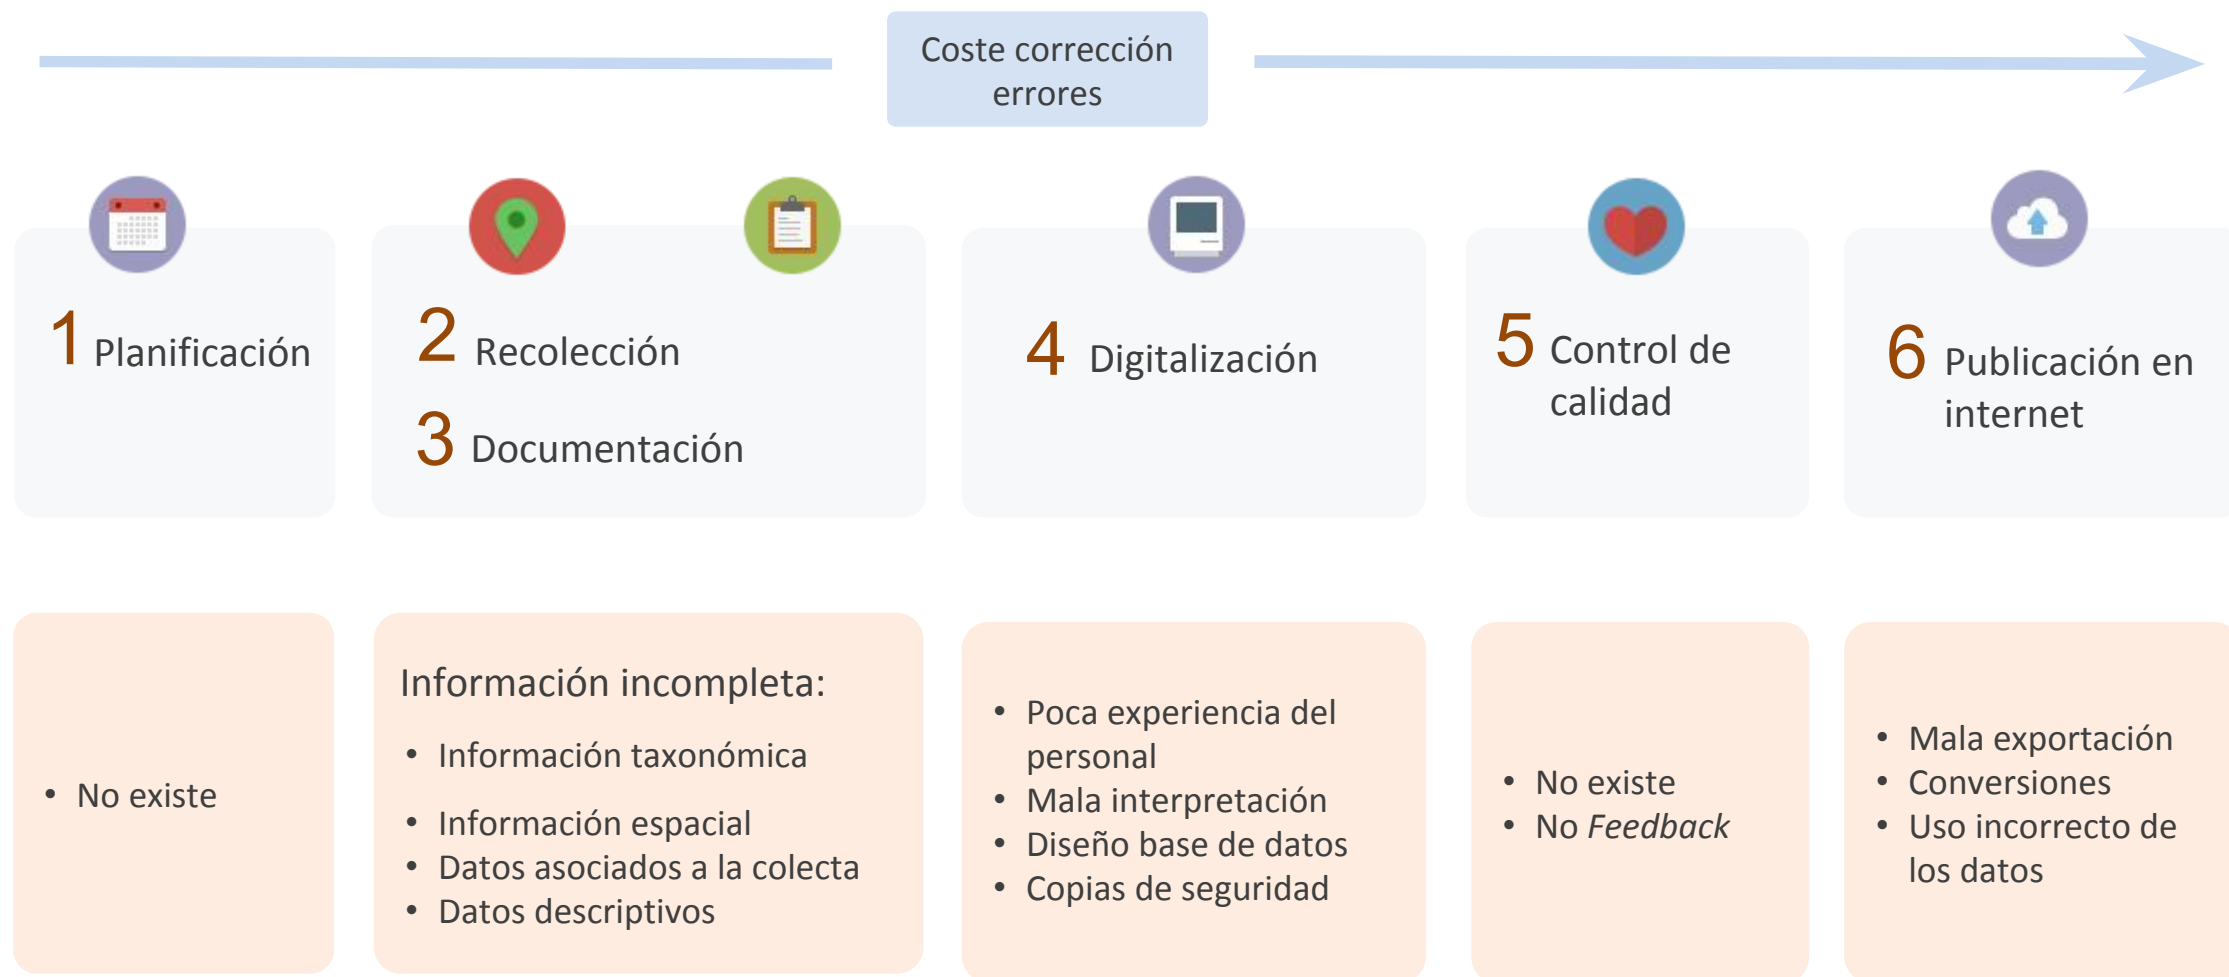 Coste corrección
errores
1 Planificación
2 Recolección
3 Documentación
4 Digitalización
5 Control de
calidad
6 Publicación en
internet
• No existe
Información incompleta:
• Información taxonómica
• Información espacial
• Datos asociados a la colecta
• Datos descriptivos
• Poca experiencia del
personal
• Mala interpretación
• Diseño base de datos
• Copias de seguridad
• No existe
• No Feedback
• Mala exportación
• Conversiones
• Uso incorrecto de
los datos